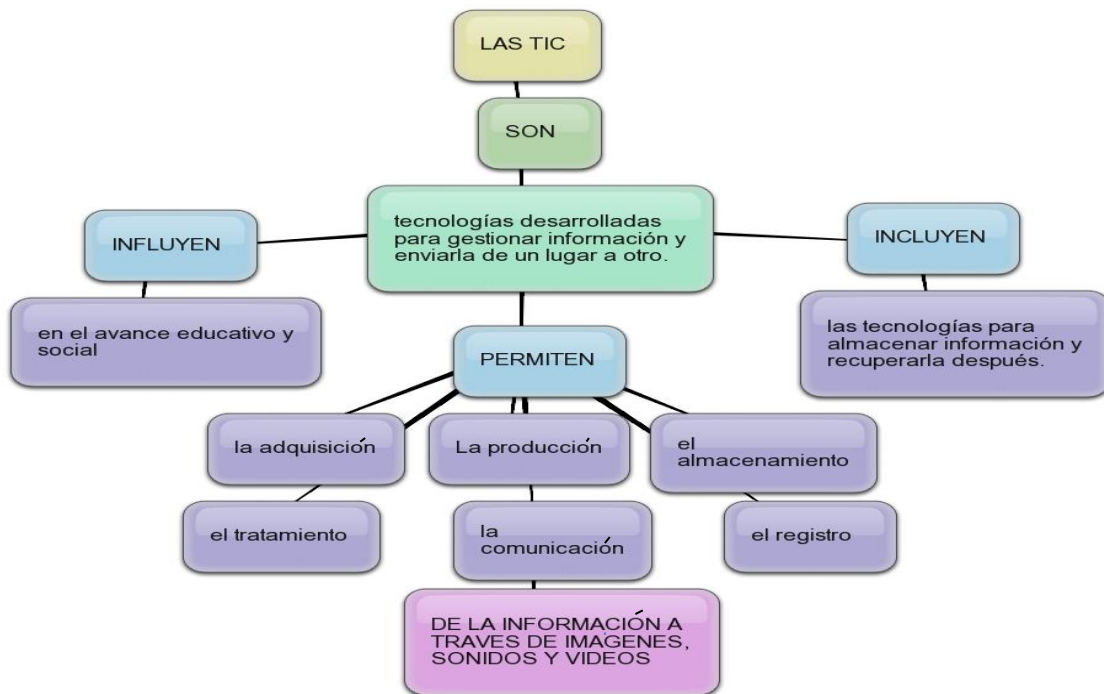 LAS TIC
SON
tecnologías desarrolladas
para gestionar información y
enviarla de un lugar a otro.
INFLUYEN
en el avance educativo y
social
INCLUYEN
las tecnologías para
almacenar información y
recuperarla después.
PERMITEN
la adquisición
La producción
el
almacenamiento
el tratamiento
la
comunicación
el registro
DE LA INFORMACIÓN A
TRAVES DE IMÁGENES,
SONIDOS Y VIDEOS